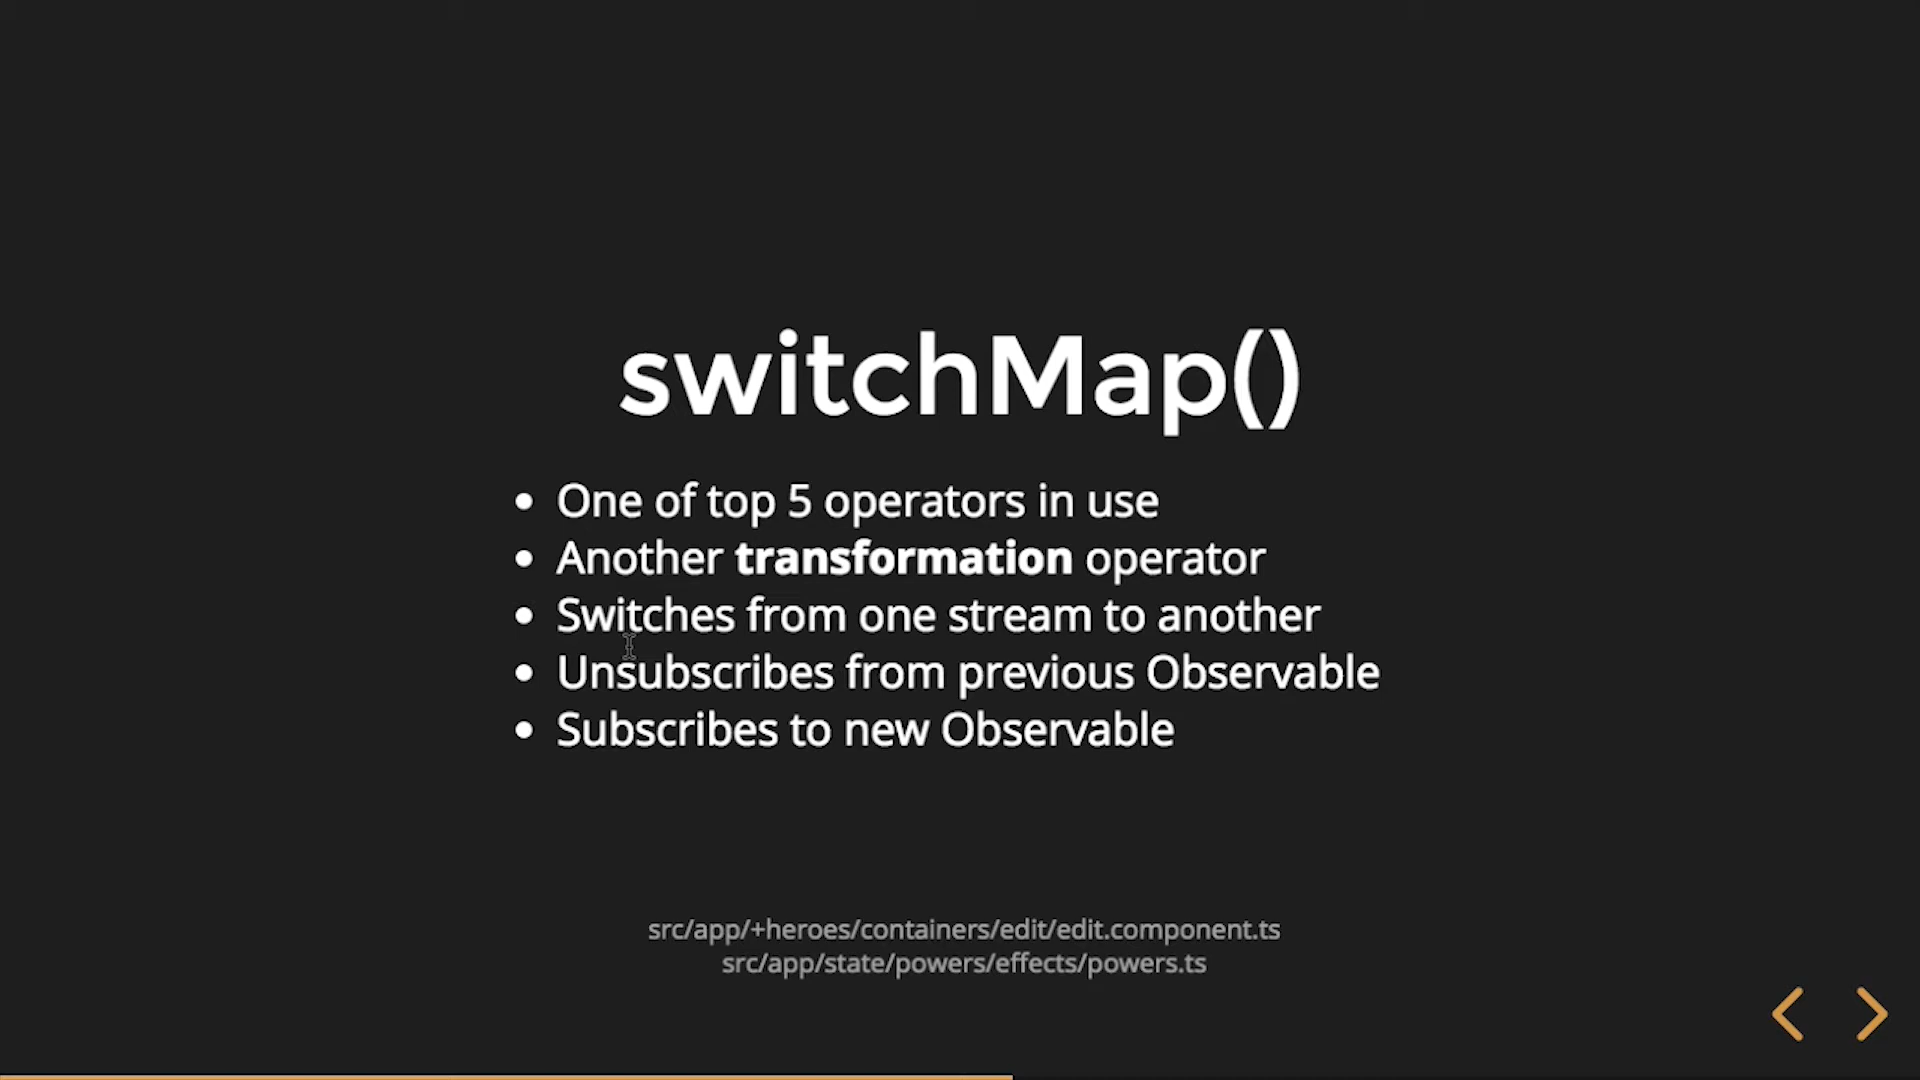 switchMap()
One of top 5 operators in use
Another transformation operator
Switches from one stream to another
Unsubscribes from previous Observable
Subscribes to new Observable
src/app/+heroes/containers/edit/edit.component.ts
src/app/state/powers/effects/powers.ts